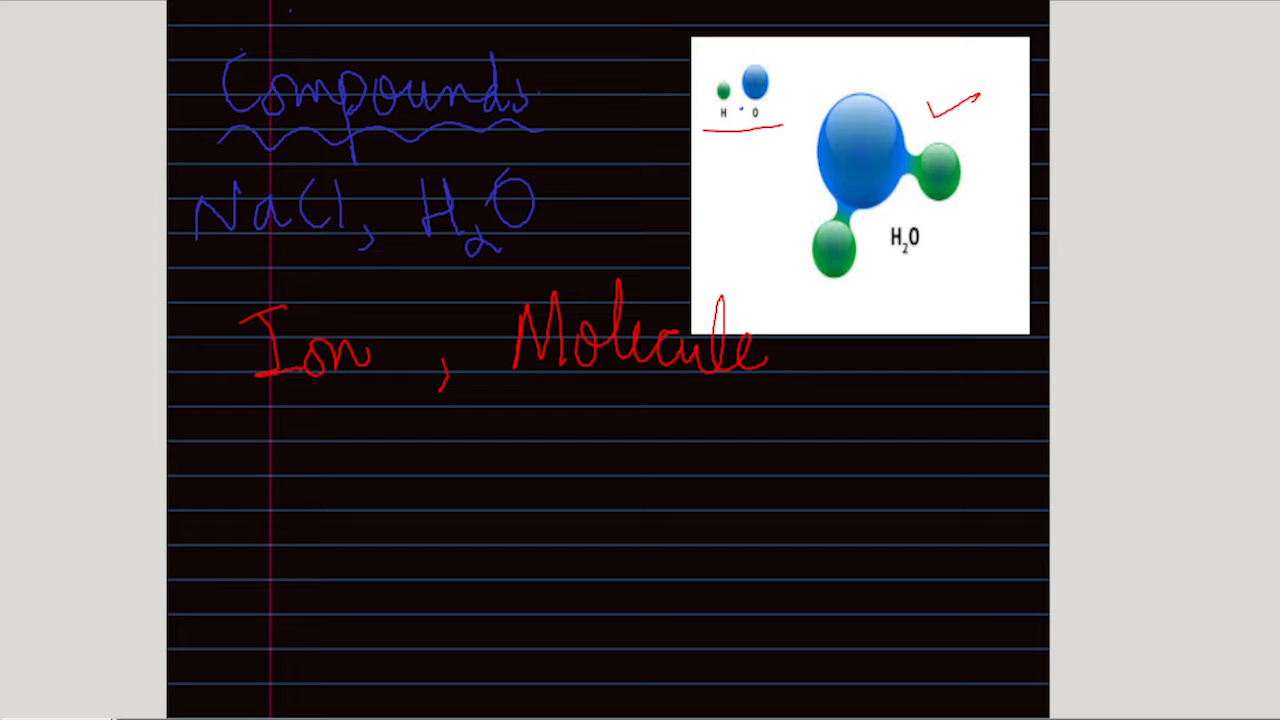 Compounds
NaCl, H₂O
Ion, Molecule
H O
H₂O